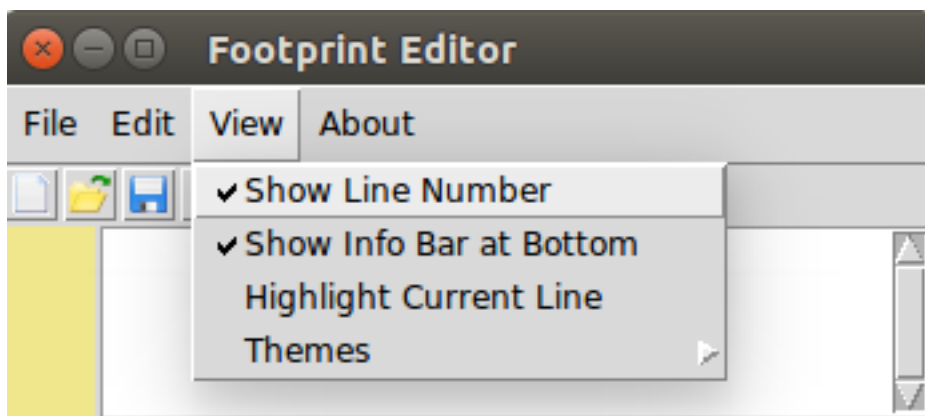 Footprint Editor
File Edit View About
Show Line Number
Show Info Bar at Bottom
Highlight Current Line
Themes